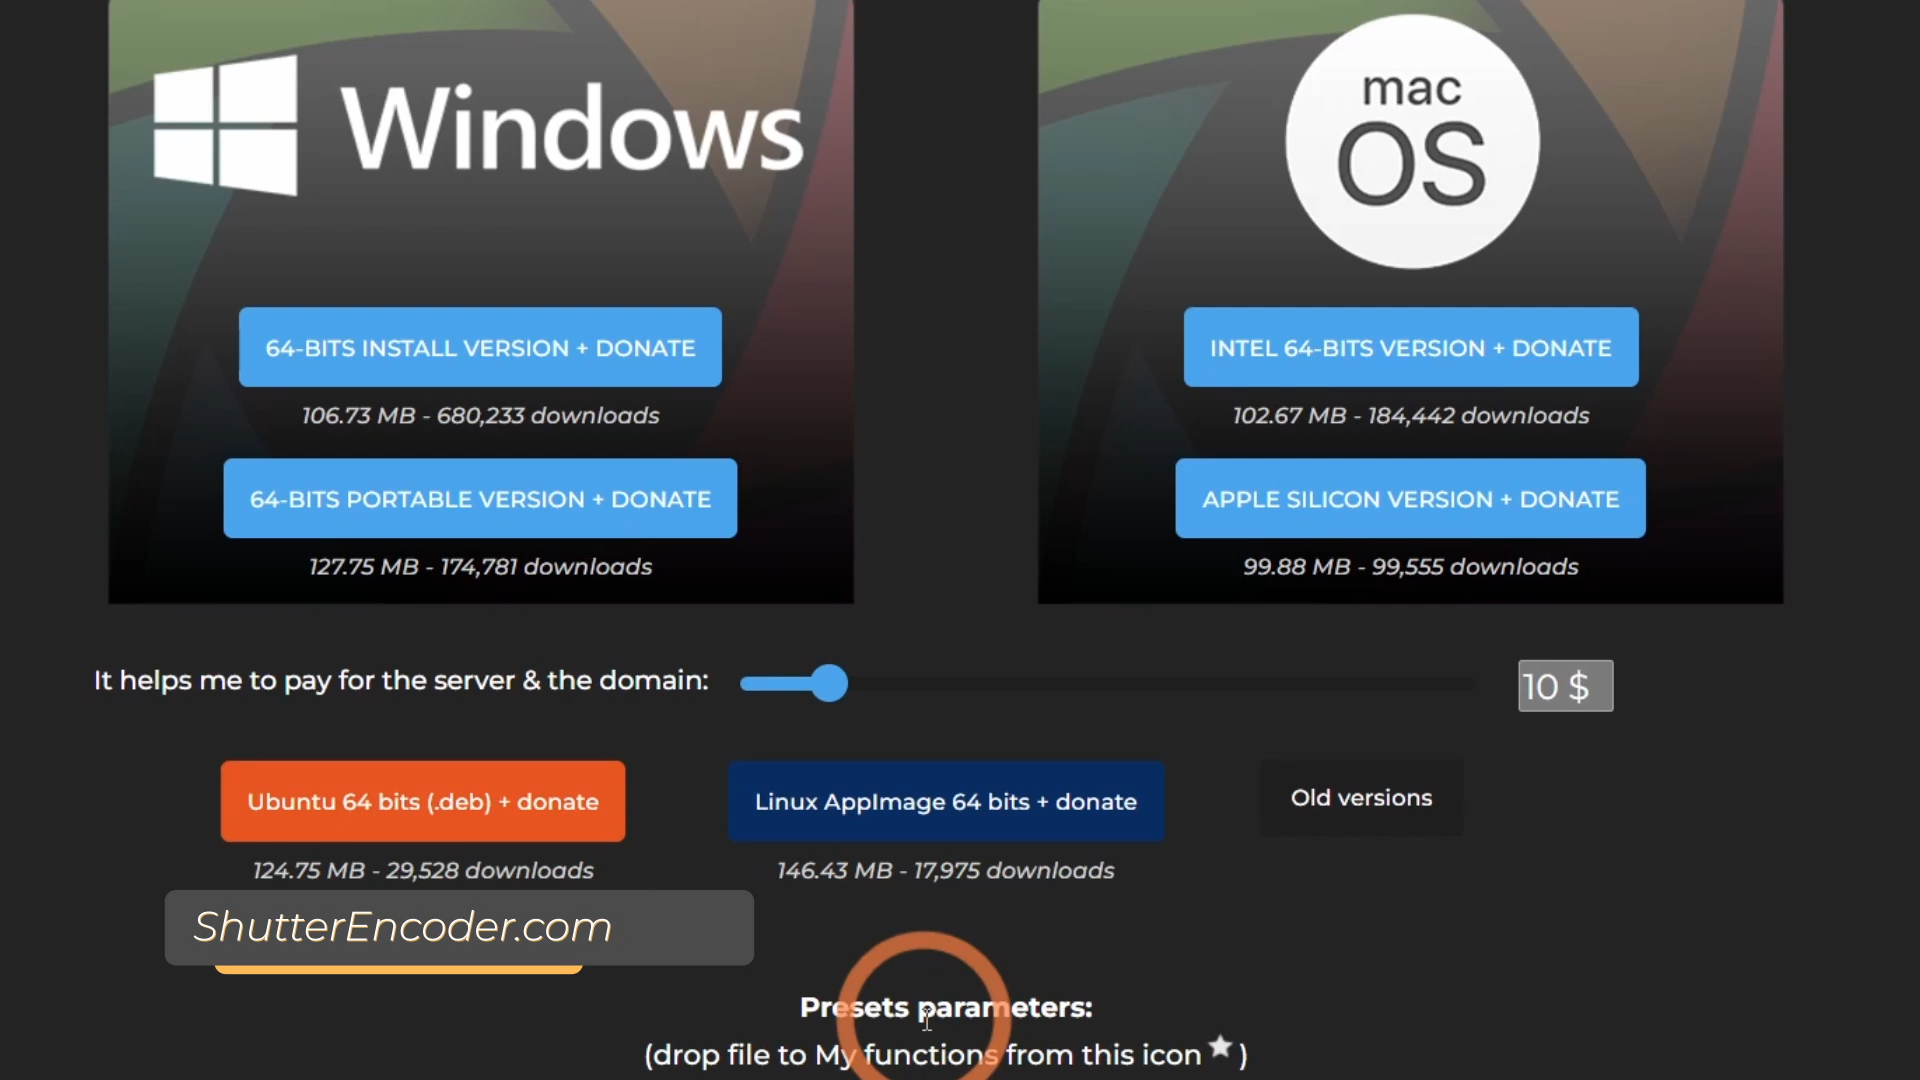 Windows
64-BITS INSTALL VERSION + DONATE
106.73 MB - 680,233 downloads
64-BITS PORTABLE VERSION + DONATE
127.75 MB - 174,781 downloads
mac
OS
INTEL 64-BITS VERSION + DONATE
102.67 MB - 184,442 downloads
APPLE SILICON VERSION + DONATE
99.88 MB - 99,555 downloads
It helps me to pay for the server & the domain:
10 $
Ubuntu 64 bits (.deb) + donate
124.75 MB - 29,528 downloads
Linux AppImage 64 bits + donate
146.43 MB - 17,975 downloads
Old versions
ShutterEncoder.com
Presets parameters:
(drop file to My functions from this icon ★ )